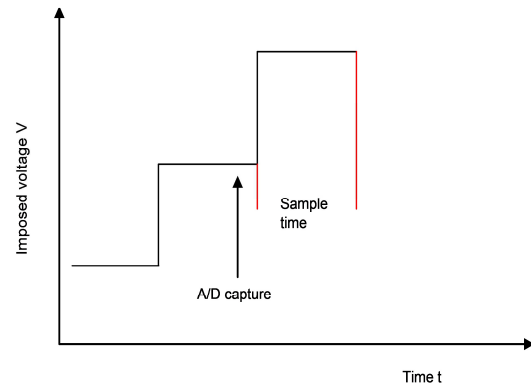 Imposed voltage V
Sample
time
A/D capture
Time t